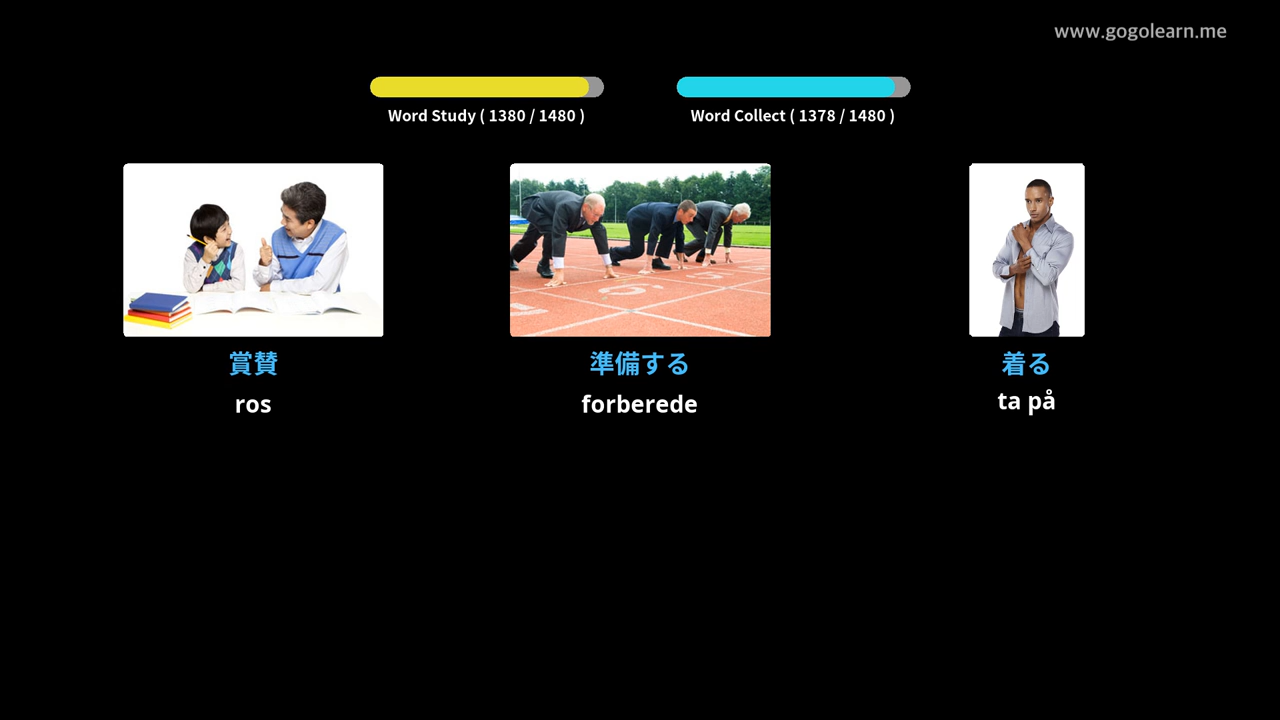 www.gogolearn.me
Word Study ( 1380 / 1480 )
Word Collect ( 1378 / 1480 )
賞賛
準備する
着る
ros
forberede
ta på